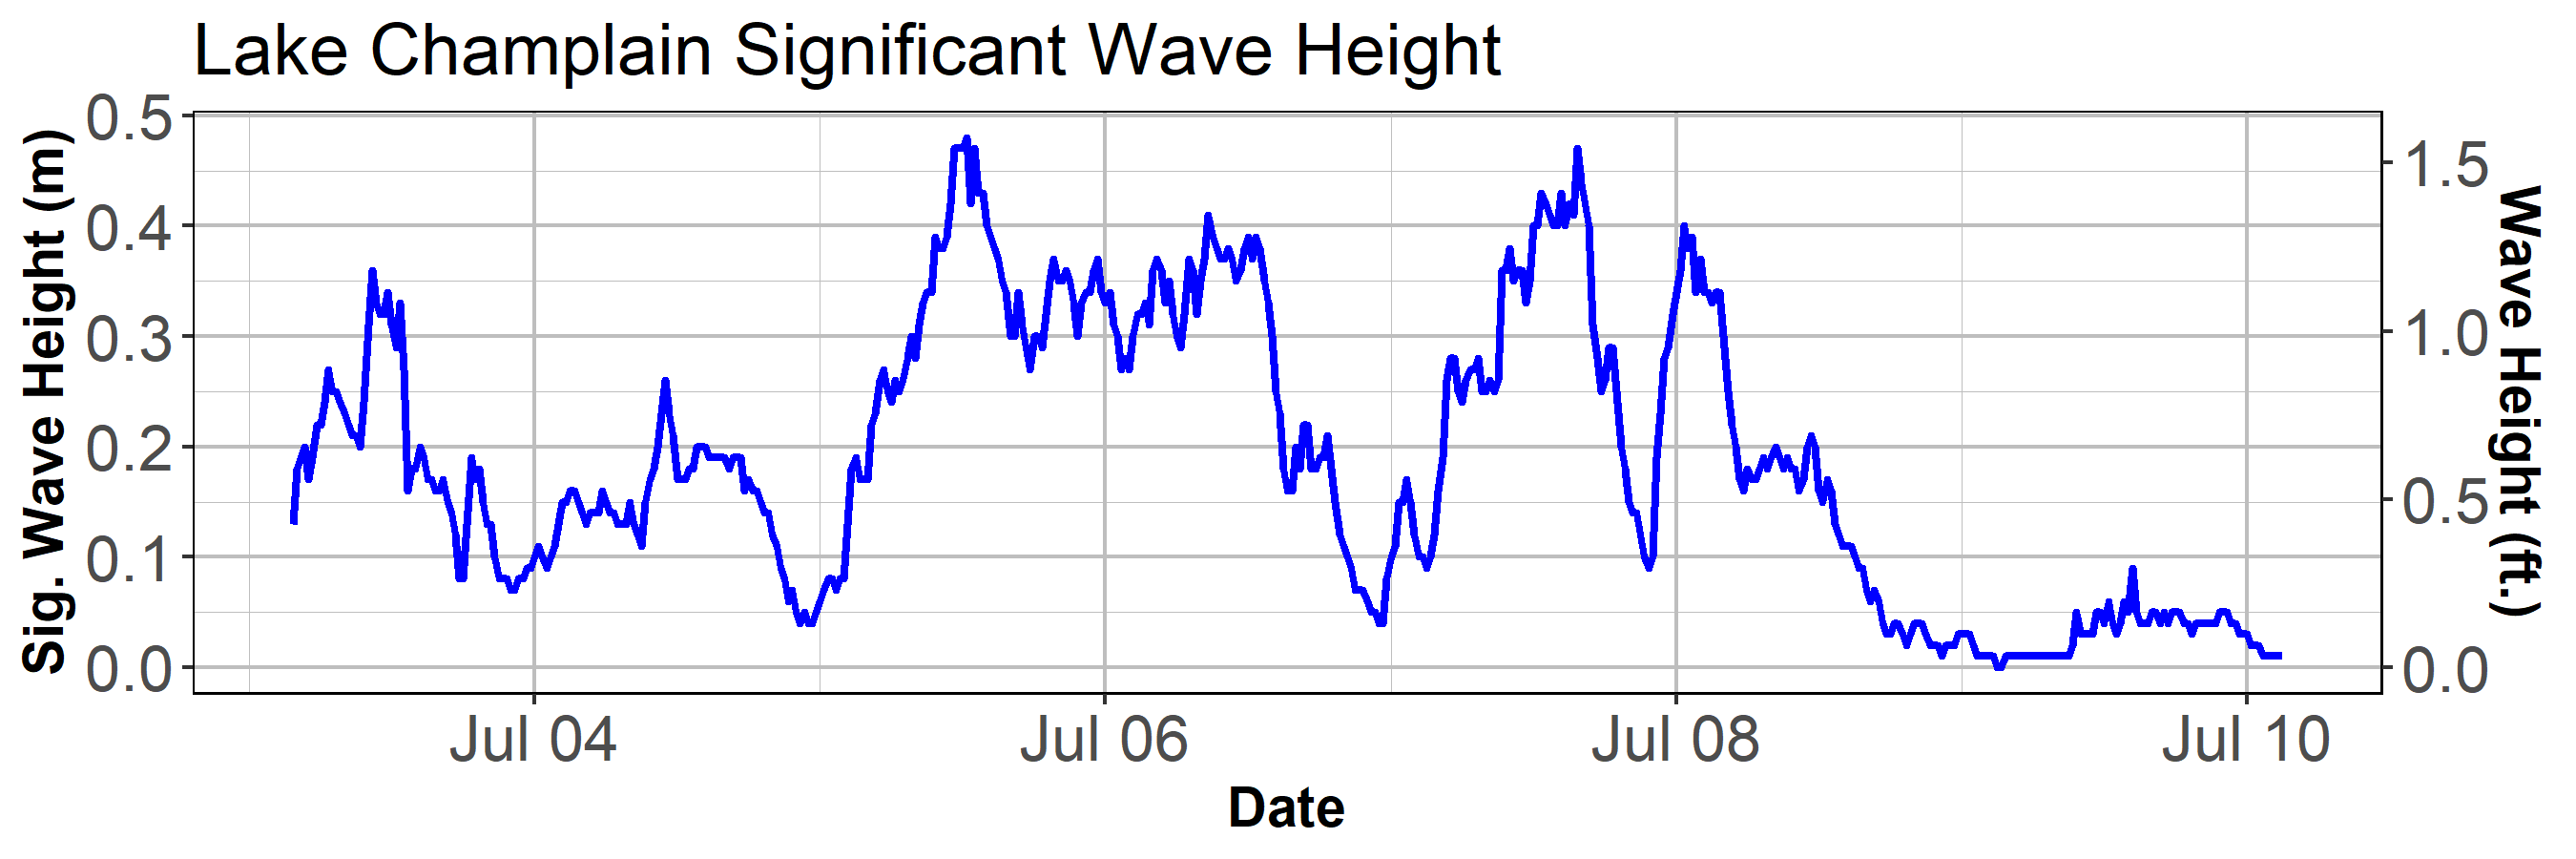 Lake Champlain Significant Wave Height
Sig. Wave Height (m)
0.5
0.4
0.3
0.2
0.1
0.0
1.5
1.0
0.5
0.0
Wave Height (ft.)
Jul 04
Jul 06
Jul 08
Jul 10
Date